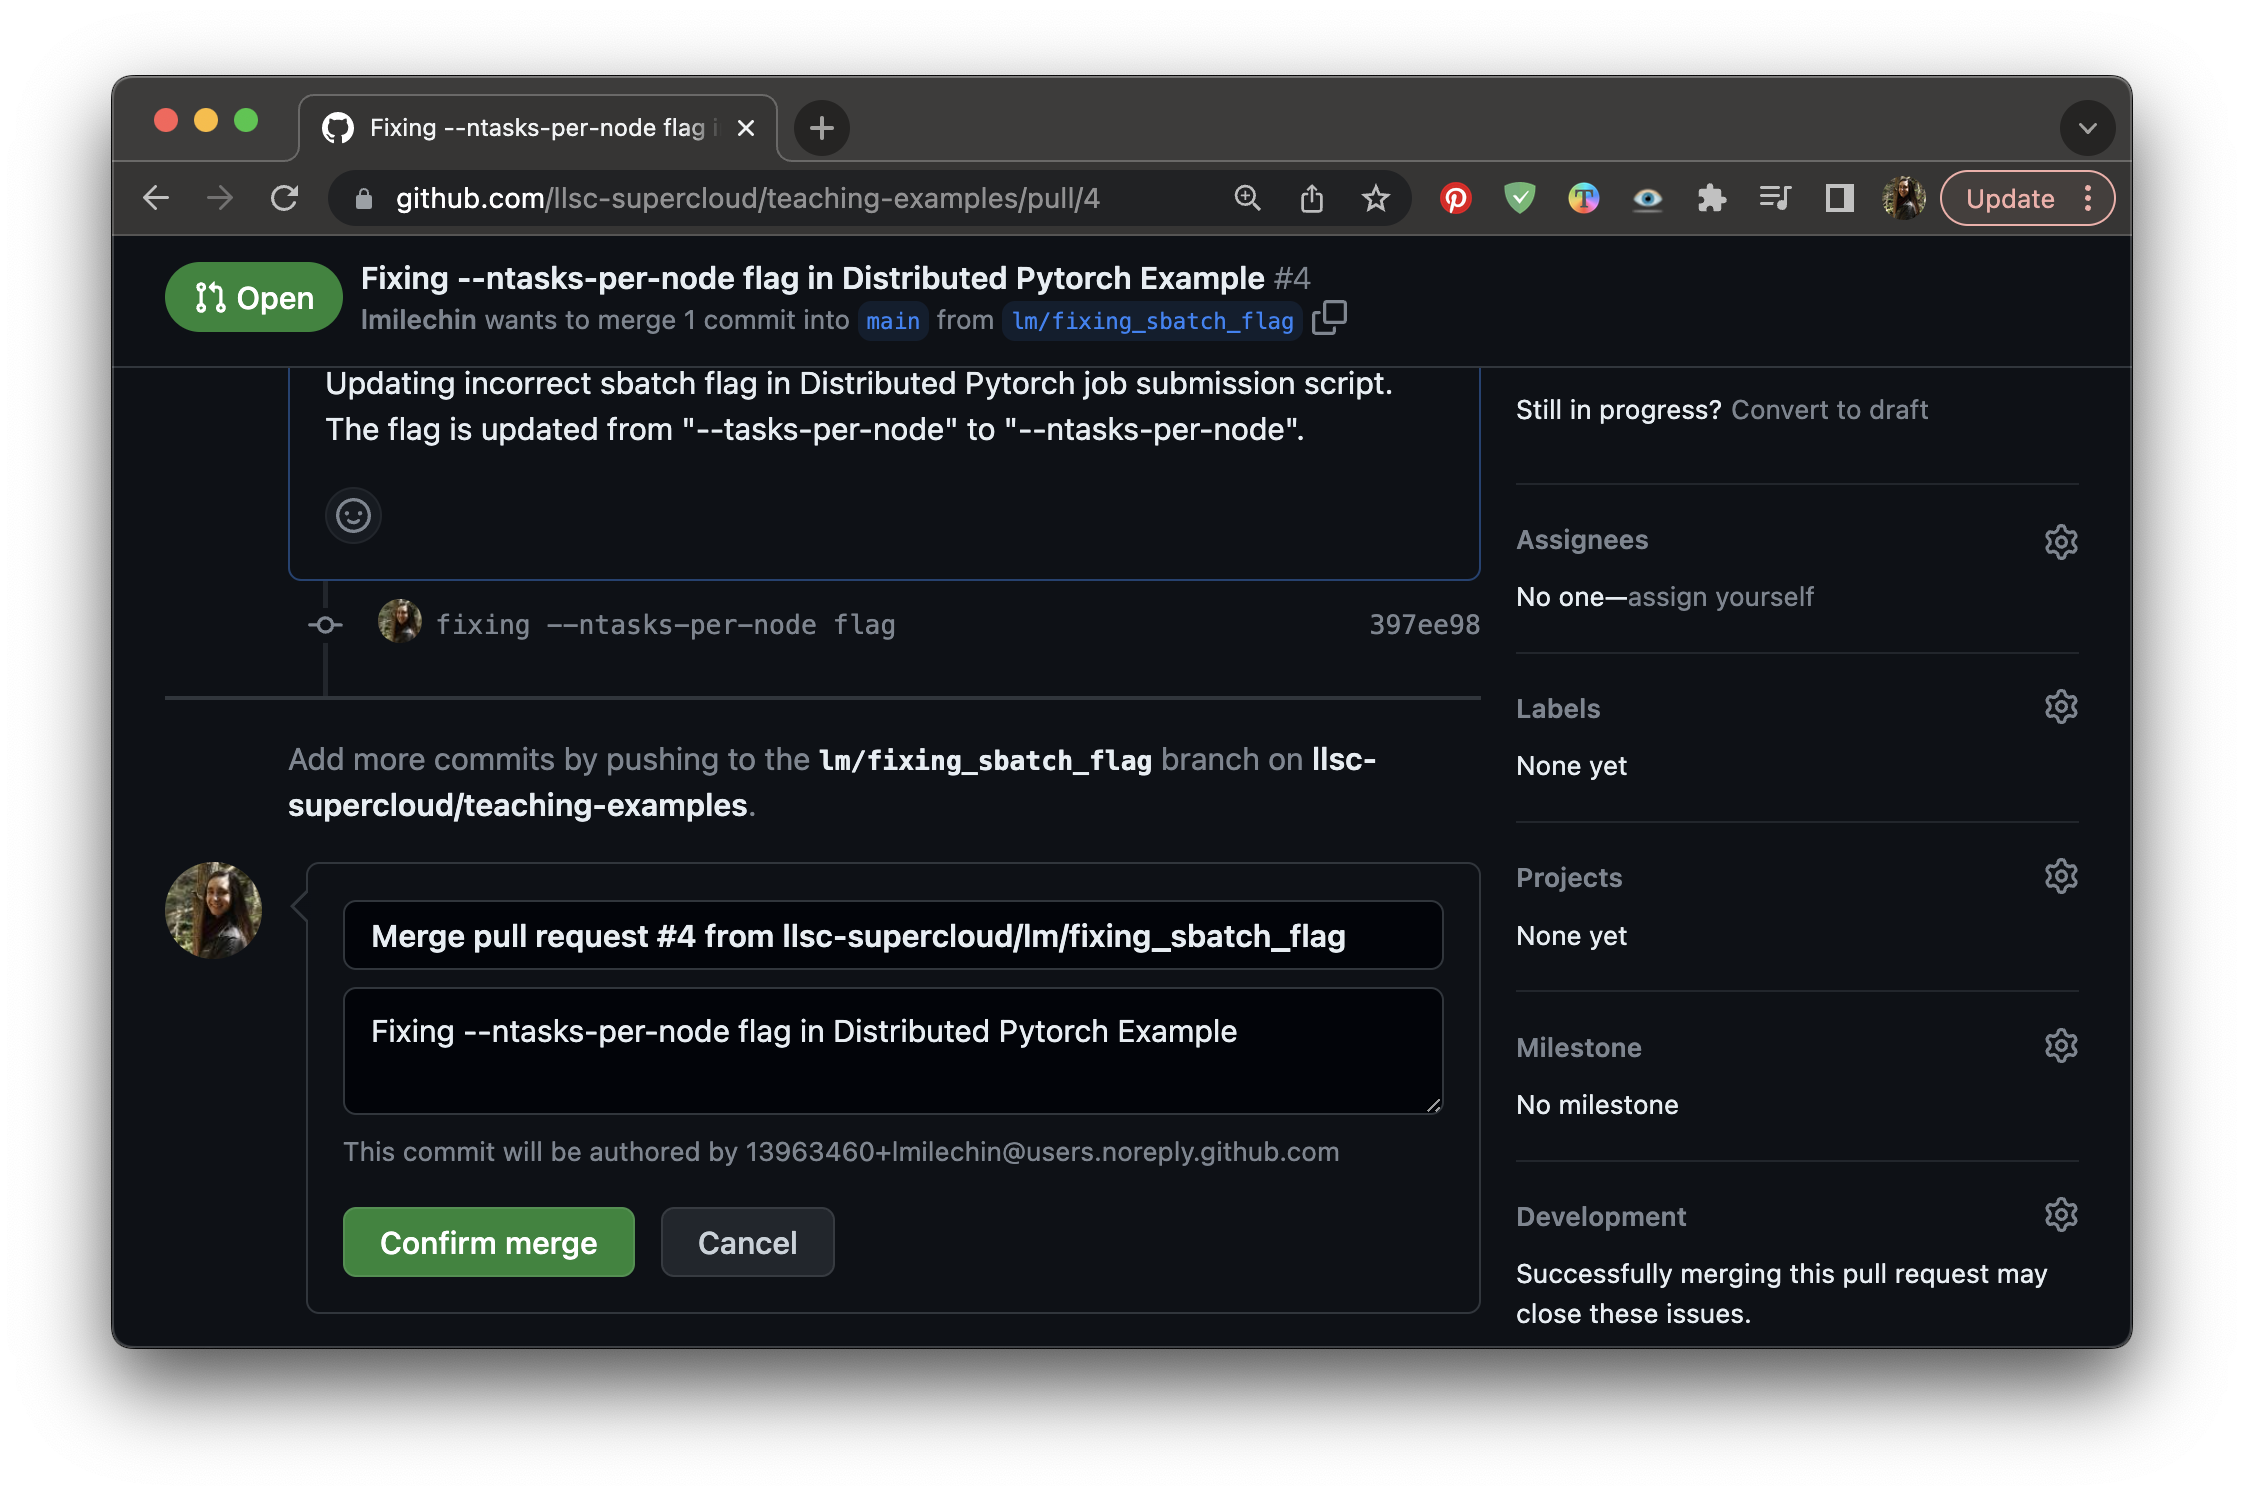 Fixing --ntasks-per-node flag i
github.com/llsc-supercloud/teaching-examples/pull/4
Update
Open
Fixing --ntasks-per-node flag in Distributed Pytorch Example #4
lmilechin wants to merge 1 commit into main from lm/fixing_sbatch_flag
Updating incorrect sbatch flag in Distributed Pytorch job submission script.
The flag is updated from "--tasks-per-node" to "--ntasks-per-node".
fixing --ntasks-per-node flag 397ee98
Add more commits by pushing to the lm/fixing_sbatch_flag branch on llsc-
supercloud/teaching-examples.
Merge pull request #4 from llsc-supercloud/lm/fixing_sbatch_flag
Fixing --ntasks-per-node flag in Distributed Pytorch Example
This commit will be authored by 13963460+lmilechin@users.noreply.github.com
Confirm merge
Cancel
Still in progress? Convert to draft
Assignees
No one—assign yourself
Labels
None yet
Projects
None yet
Milestone
No milestone
Development
Successfully merging this pull request may
close these issues.